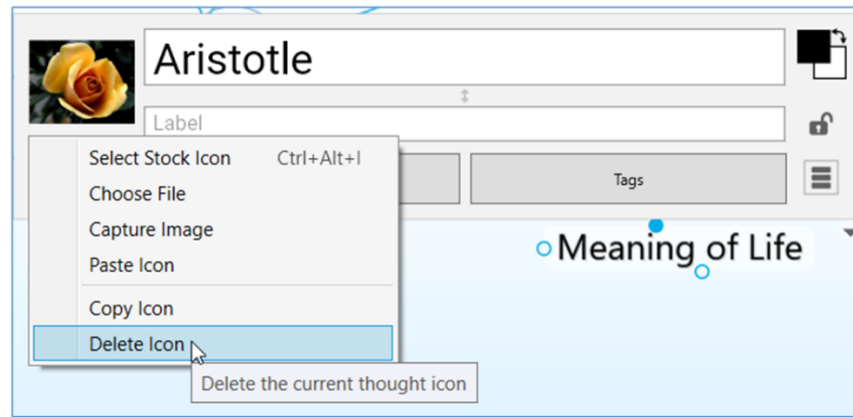 Aristotle
Label
Select Stock Icon Ctrl+Alt+I
Choose File
Capture Image
Paste Icon
Copy Icon
Delete Icon
Delete the current thought icon
Tags
Meaning of Life